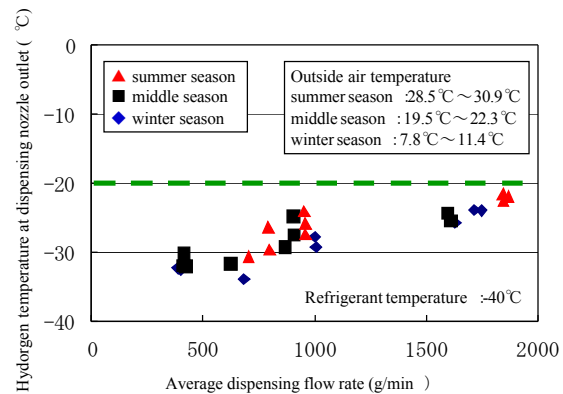 Hydorgen temperature at dispensing nozzle outlet ( ℃)
0
−10
−20
−30
−40
summer season
middle season
winter season
Outside air temperature
summer season :28.5℃～30.9℃
middle season : 19.5℃～22.3℃
winter season : 7.8℃～11.4℃
Refrigerant temperature :-40℃
0 500 1000 1500 2000
Average dispensing flow rate (g/min )